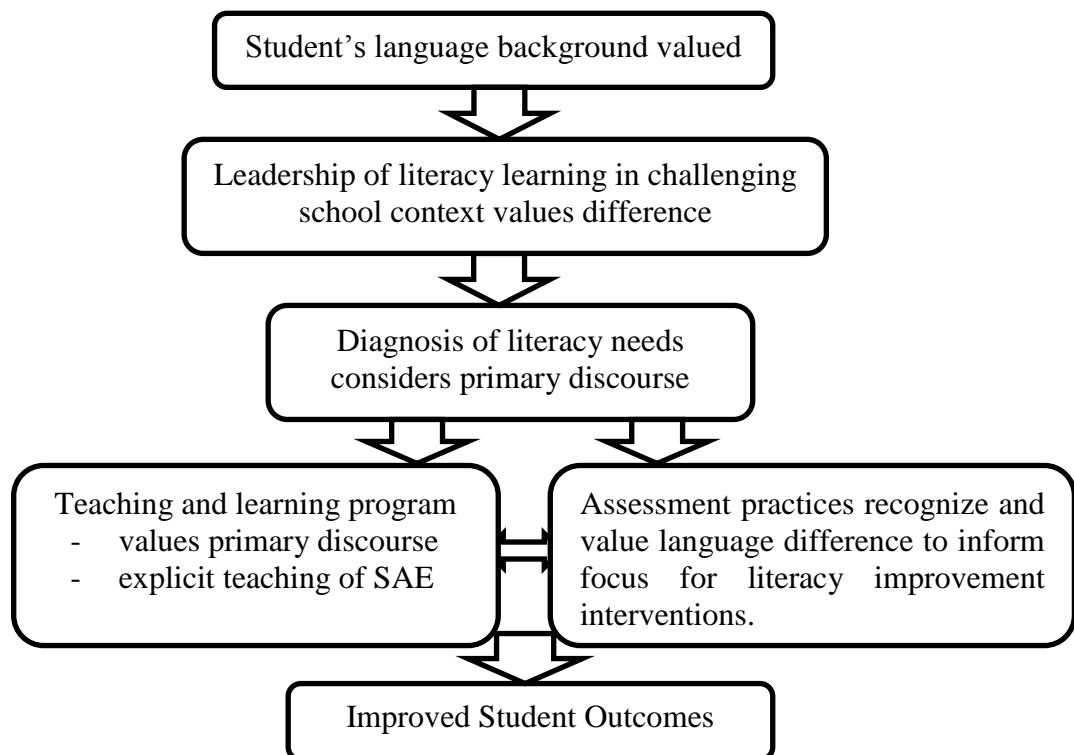 Student’s language background valued
Leadership of literacy learning in challenging
school context values difference
Diagnosis of literacy needs
considers primary discourse
Teaching and learning program
- values primary discourse
- explicit teaching of SAE
Assessment practices recognize and
value language difference to inform
focus for literacy improvement
interventions.
Improved Student Outcomes